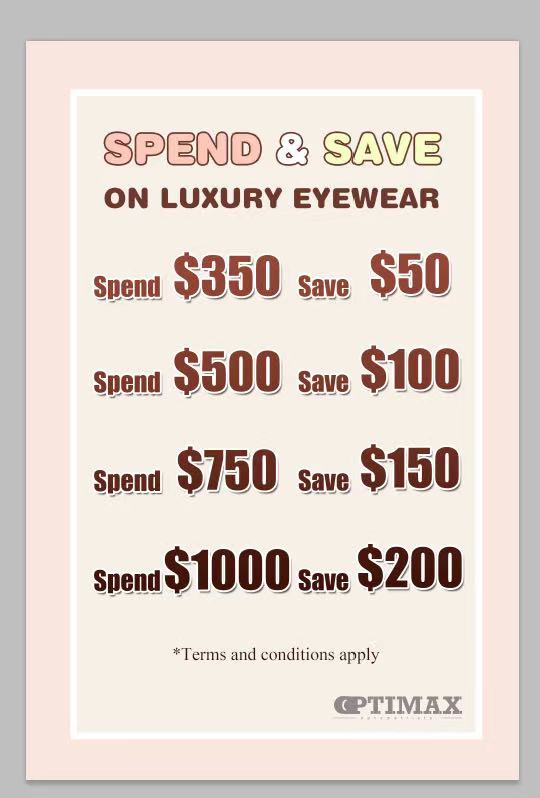 SPEND & SAVE
ON LUXURY EYEWEAR
Spend $350 Save $50
Spend $500 Save $100
Spend $750 Save $150
Spend $1000 Save $200
*Terms and conditions apply
OPTIMAX